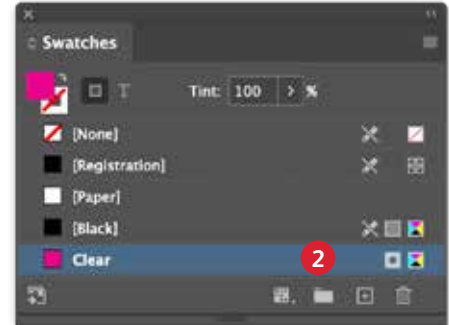 Swatches
T Tint: 100 > %
[None]
[Registration]
[Paper]
[Black]
Clear 2